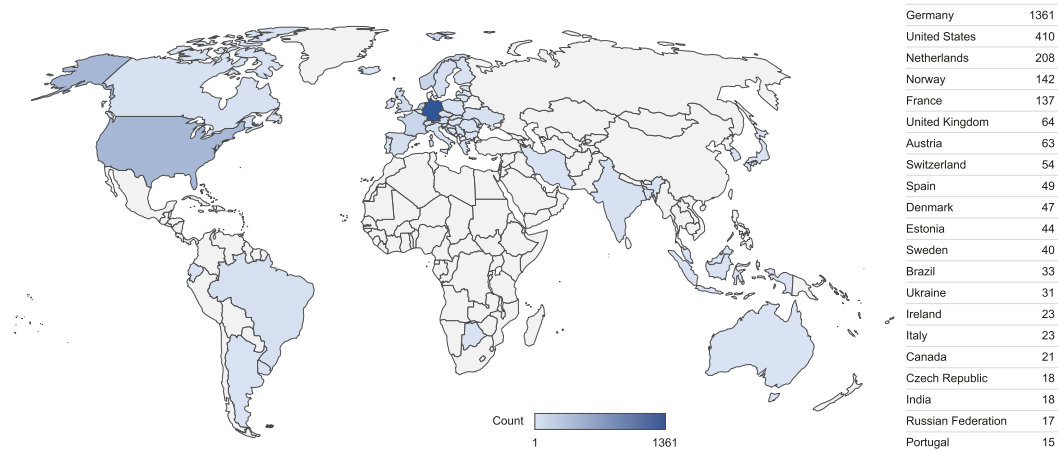 Germany 1361
United States 410
Netherlands 208
Norway 142
France 137
United Kingdom 64
Austria 63
Switzerland 54
Spain 49
Denmark 47
Estonia 44
Sweden 40
Brazil 33
Ukraine 31
Ireland 23
Italy 23
Canada 21
Czech Republic 18
India 18
Russian Federation 17
Portugal 15
Count
1 1361